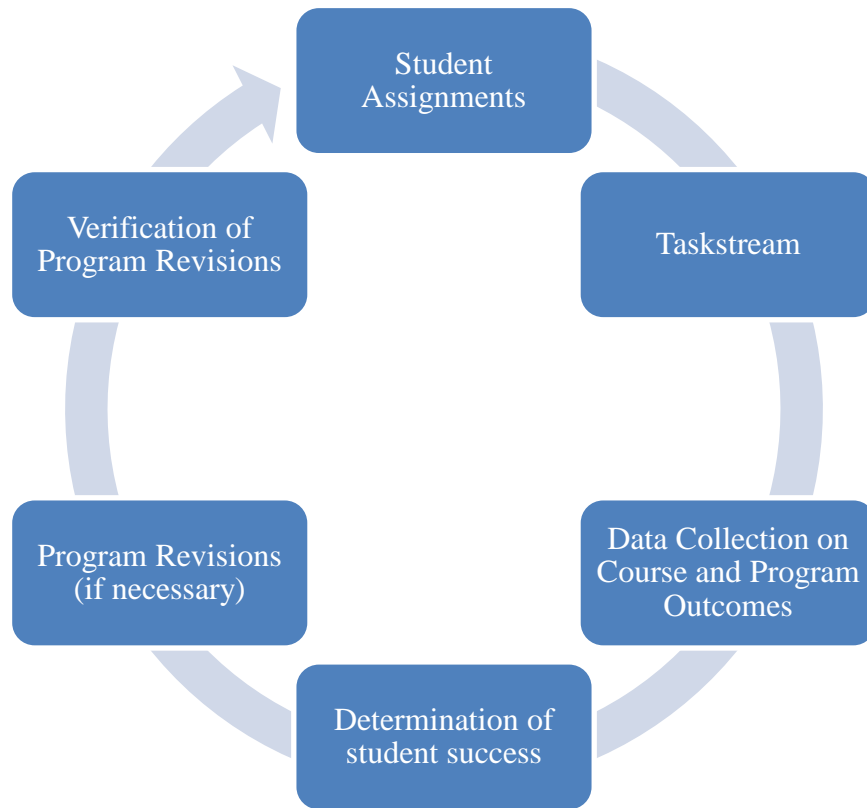 Student
Assignments
Taskstream
Data Collection on
Course and Program
Outcomes
Determination of
student success
Program Revisions
(if necessary)
Verification of
Program Revisions